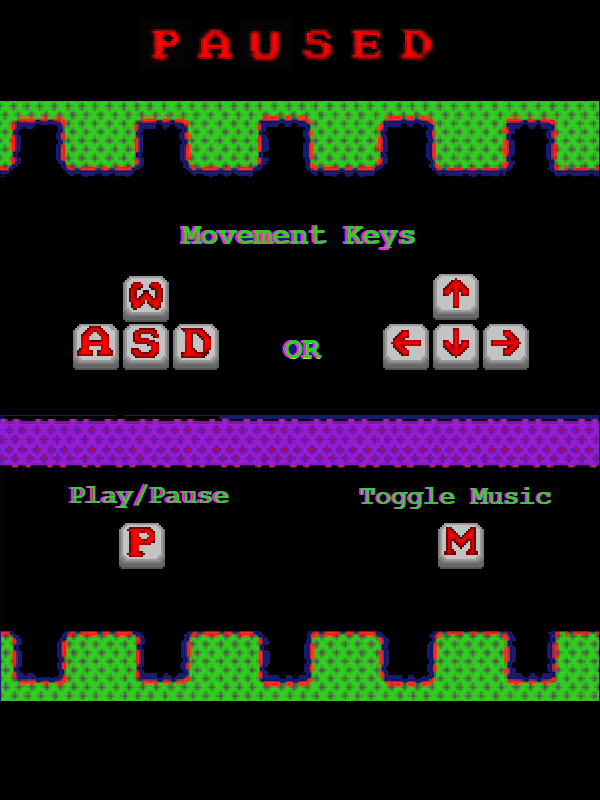 PAUSED
Movement Keys
W
A S D OR ← ↓ →
↑
Play/Pause Toggle Music
P M